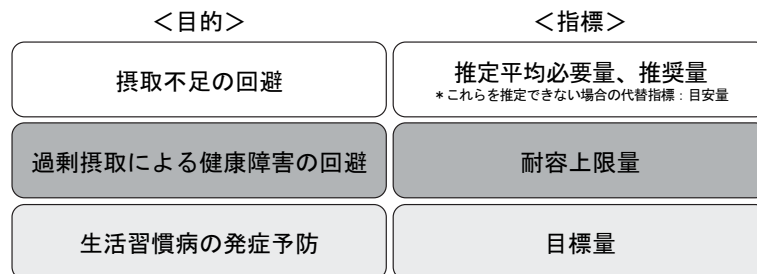 ＜目的＞ ＜指標＞
摂取不足の回避 推定平均必要量、推奨量
＊これらを推定できない場合の代替指標：目安量
過剰摂取による健康障害の回避 耐容上限量
生活習慣病の発症予防 目標量